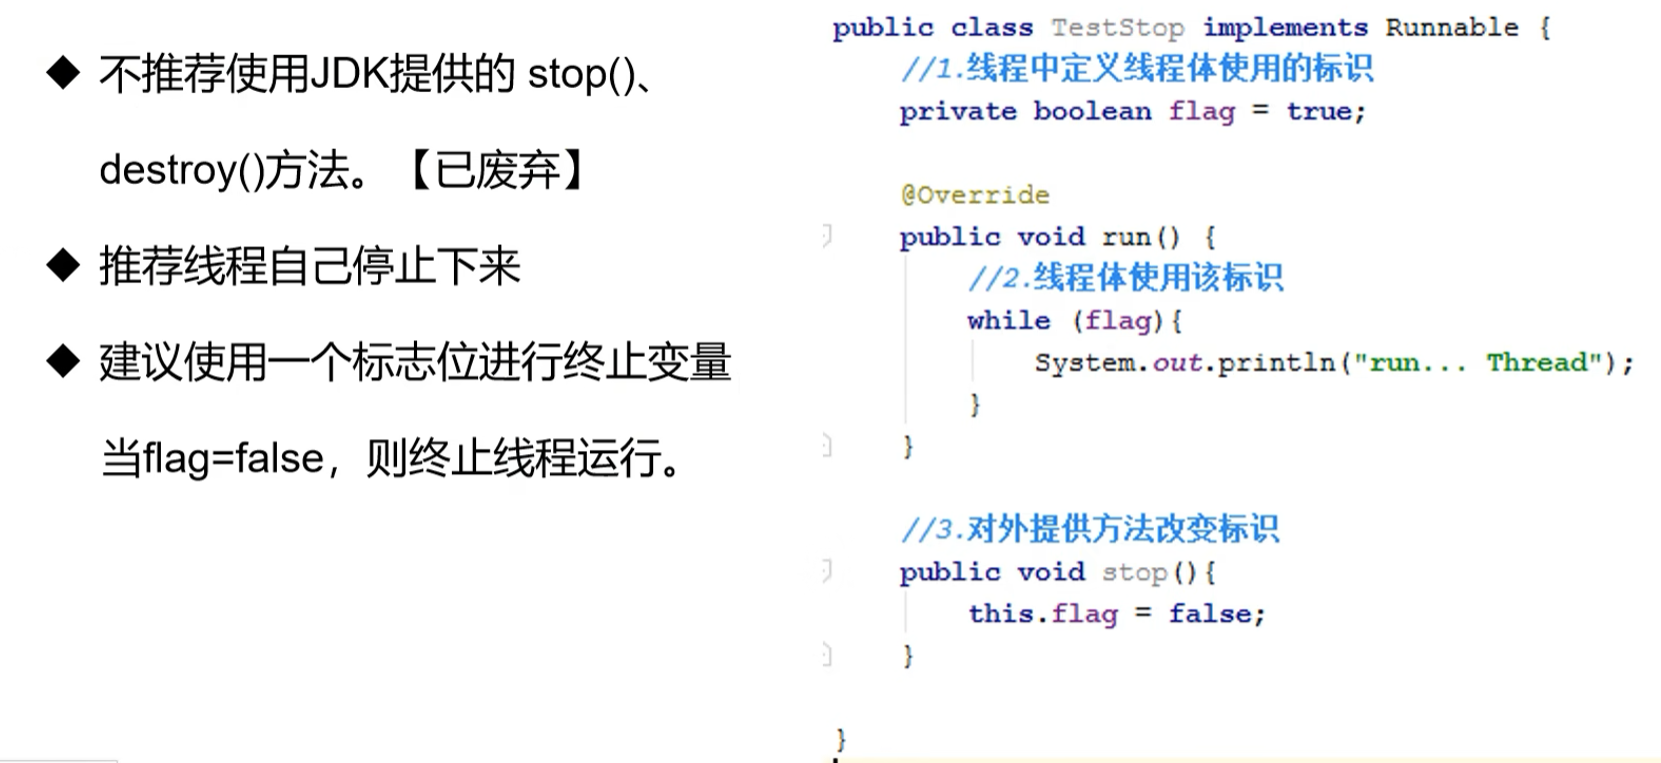 ◆ 不推荐使用JDK提供的 stop()、
destroy()方法。【已废弃】
◆ 推荐线程自己停止下来
◆ 建议使用一个标志位进行终止变量
当flag=false，则终止线程运行。
public class TestStop implements Runnable {
//1.线程中定义线程体使用的标识
private boolean flag = true;
@Override
public void run() {
//2.线程体使用该标识
while (flag){
System.out.println("run... Thread");
}
}
//3.对外提供方法改变标识
public void stop(){
this.flag = false;
}
}